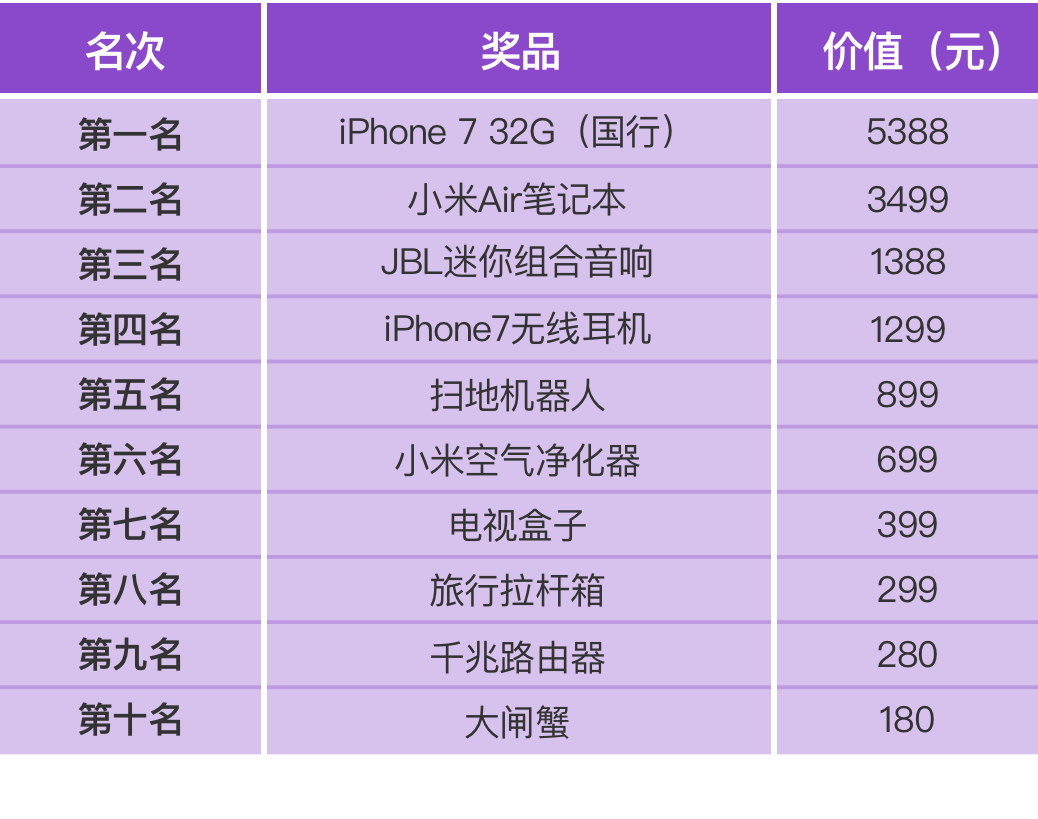 名次 奖品 价值（元）
第一名 iPhone 7 32G（国行） 5388
第二名 小米Air笔记本 3499
第三名 JBL迷你组合音响 1388
第四名 iPhone7无线耳机 1299
第五名 扫地机器人 899
第六名 小米空气净化器 699
第七名 电视盒子 399
第八名 旅行拉杆箱 299
第九名 千兆路由器 280
第十名 大闸蟹 180